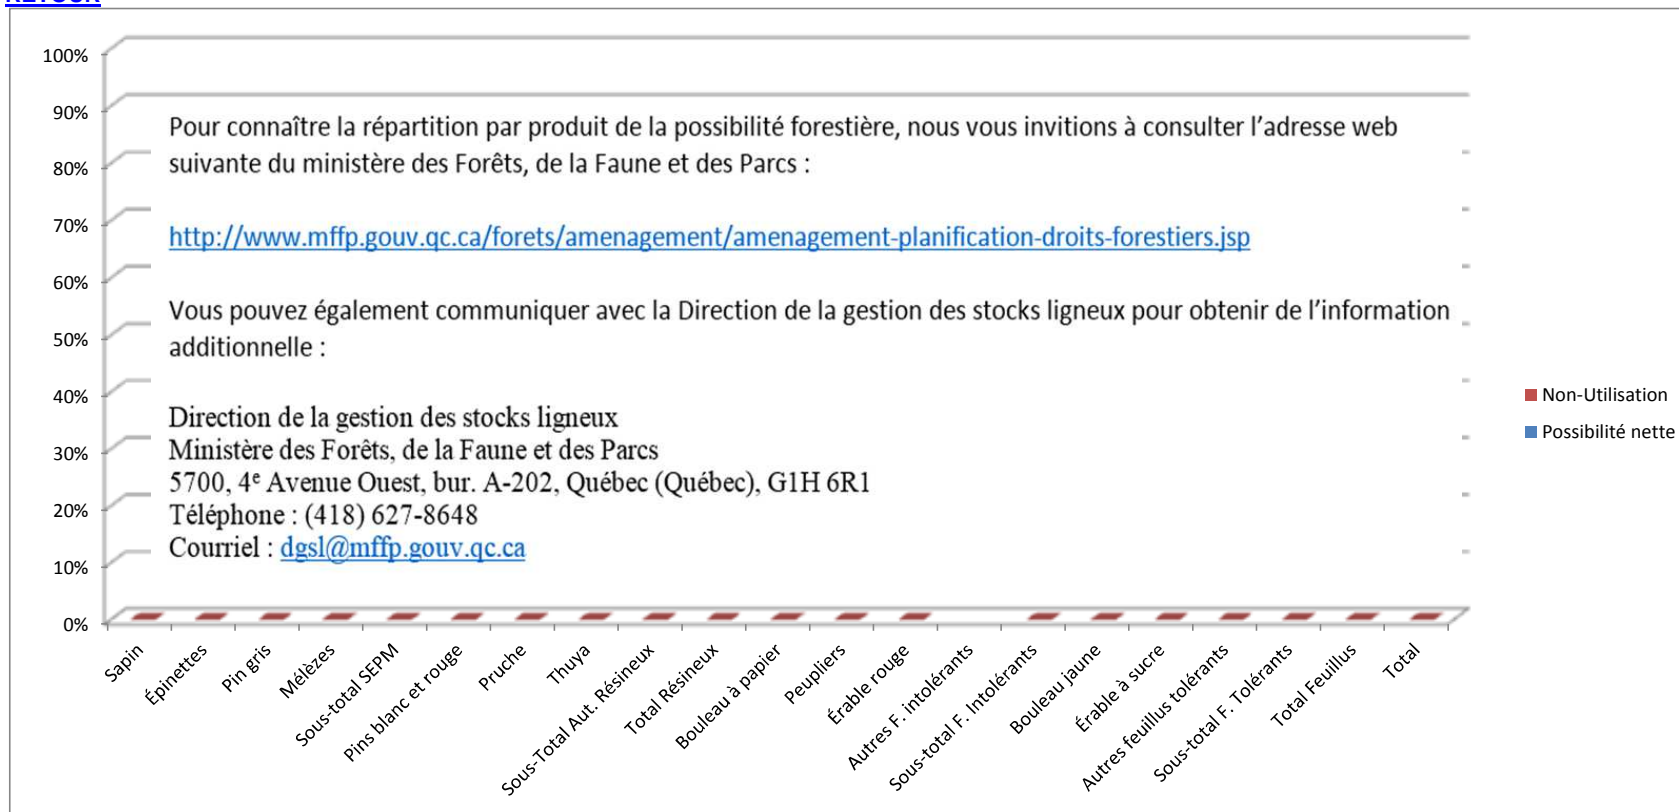 RETOUR
100%
90%
80%
70%
60%
50%
40%
30%
20%
10%
0%
Pour connaître la répartition par produit de la possibilité forestière, nous vous invitions à consulter l'adresse web
suivante du ministère des Forêts, de la Faune et des Parcs :
http://www.mffp.gouv.qc.ca/forets/amenagement/amenagement-planification-droits-forestiers.jsp
Vous pouvez également communiquer avec la Direction de la gestion des stocks ligneux pour obtenir de l'information
additionnelle :
Direction de la gestion des stocks ligneux
Ministère des Forêts, de la Faune et des Parcs
5700, 4e Avenue Ouest, bur. A-202, Québec (Québec), G1H 6R1
Téléphone : (418) 627-8648
Courriel : dgsl@mffp.gouv.qc.ca
Non-Utilisation
Possibilité nette
Sapin
Épinettes
Pin gris
Mélèzes
Sous-total SEPM
Pins blanc et rouge
Pruche
Thuya
Sous-Total Aut. Résineux
Total Résineux
Bouleau à papier
Peupliers
Érable rouge
Autres F. intolérants
Sous-total F. Intolérants
Bouleau jaune
Érable à sucre
Autres feuillus tolérants
Sous-total F. Tolérants
Total Feuillus
Total